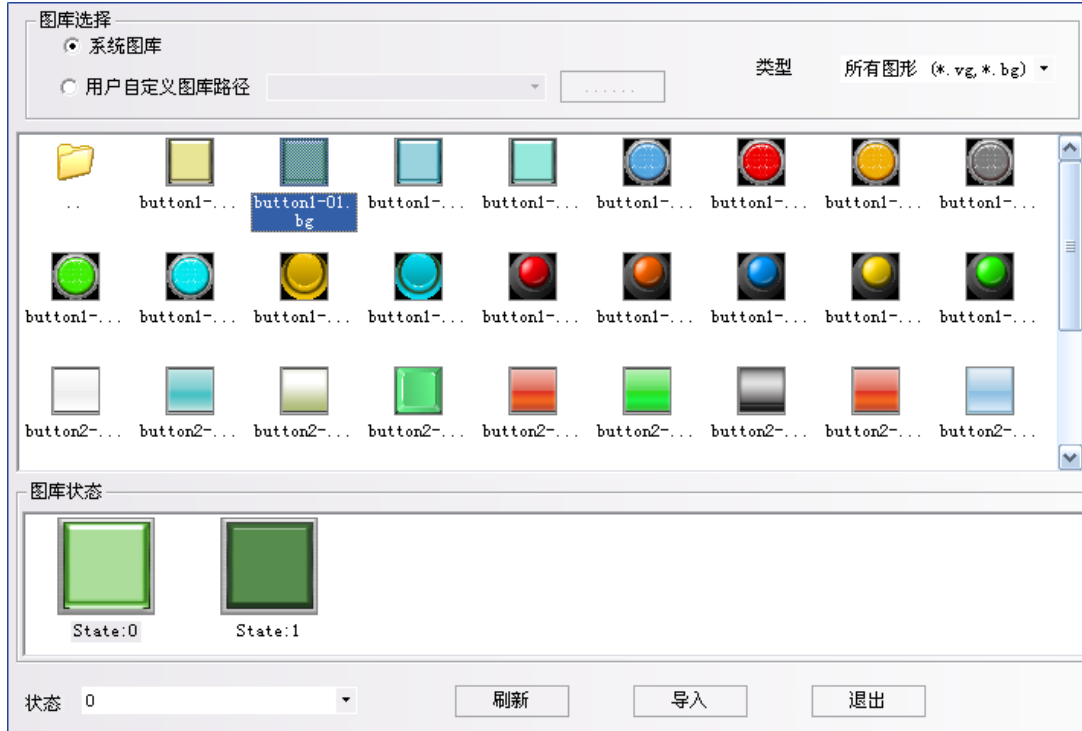 图库选择
系统图库
用户自定义图库路径
......
类型 所有图形 (*.vg,*.bg)
.. button1-... button1-01.bg button1-... button1-... button1-... button1-... button1-... button1-...
button1-... button1-... button1-... button1-... button1-... button1-... button1-... button1-... button1-...
button2-... button2-... button2-... button2-... button2-... button2-... button2-... button2-... button2-...
图库状态
State:0 State:1
状态 0 刷新 导入 退出